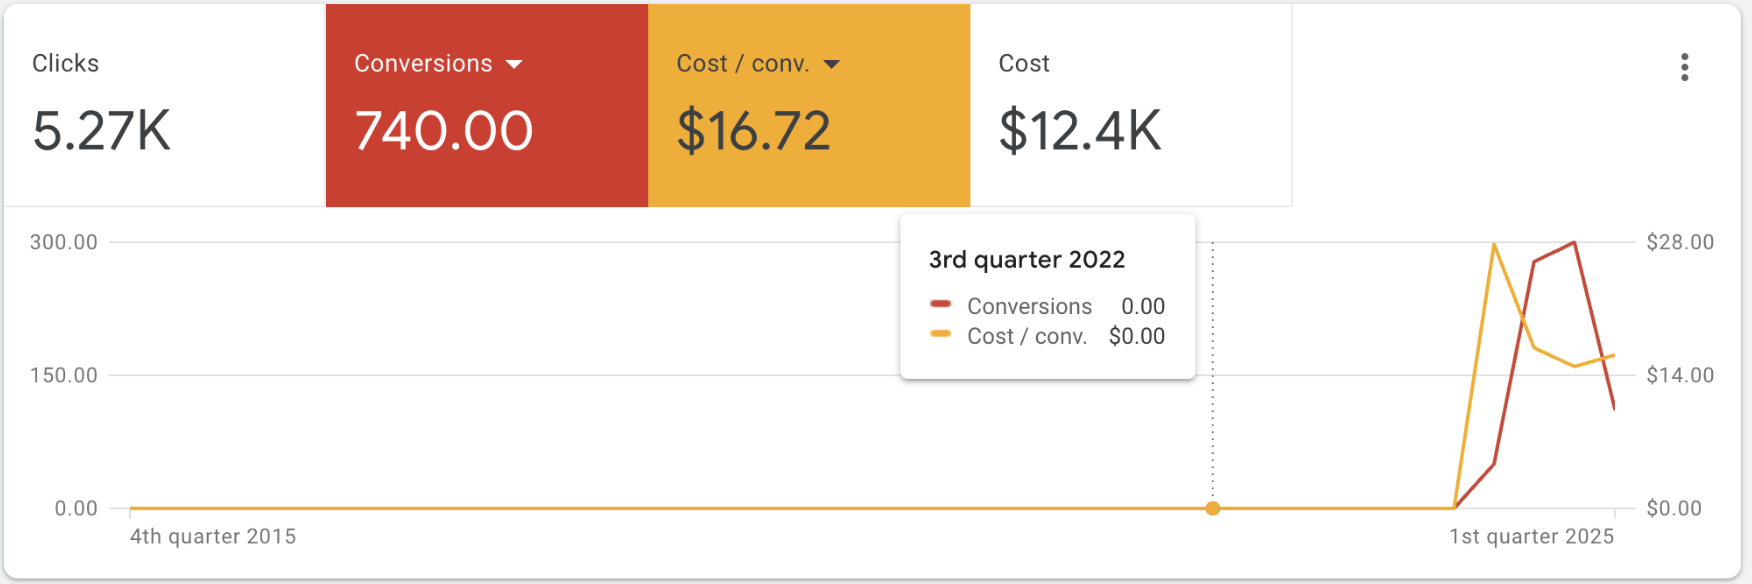 Clicks
5.27K
Conversions
740.00
Cost / conv.
$16.72
Cost
$12.4K
300.00
150.00
0.00
$28.00
$14.00
$0.00
3rd quarter 2022
Conversions 0.00
Cost / conv. $0.00
4th quarter 2015
1st quarter 2025